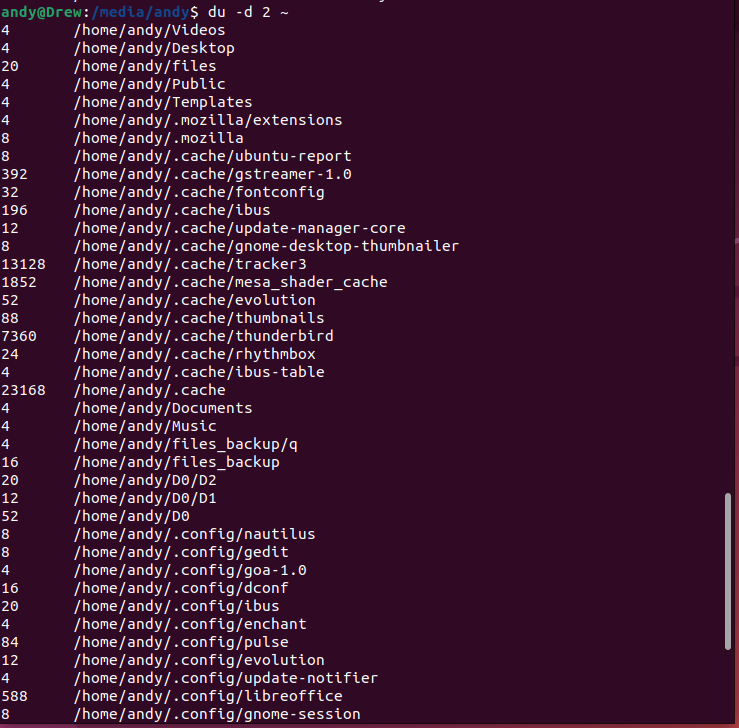 andy@Drew:/media/andy$ du -d 2 ~
4 /home/andy/Videos
4 /home/andy/Desktop
20 /home/andy/files
4 /home/andy/Public
4 /home/andy/Templates
4 /home/andy/.mozilla/extensions
8 /home/andy/.mozilla
8 /home/andy/.cache/ubuntu-report
392 /home/andy/.cache/gstreamer-1.0
32 /home/andy/.cache/fontconfig
196 /home/andy/.cache/ibus
12 /home/andy/.cache/update-manager-core
8 /home/andy/.cache/gnome-desktop-thumbnailer
13128 /home/andy/.cache/tracker3
1852 /home/andy/.cache/mesa_shader_cache
52 /home/andy/.cache/evolution
88 /home/andy/.cache/thumbnails
7360 /home/andy/.cache/thunderbird
24 /home/andy/.cache/rhythmbox
4 /home/andy/.cache/ibus-table
23168 /home/andy/.cache
4 /home/andy/Documents
4 /home/andy/Music
4 /home/andy/files_backup/q
16 /home/andy/files_backup
20 /home/andy/D0/D2
12 /home/andy/D0/D1
52 /home/andy/D0
8 /home/andy/.config/nautilus
8 /home/andy/.config/gedit
4 /home/andy/.config/goa-1.0
16 /home/andy/.config/dconf
20 /home/andy/.config/ibus
4 /home/andy/.config/enchant
84 /home/andy/.config/pulse
12 /home/andy/.config/evolution
4 /home/andy/.config/update-notifier
588 /home/andy/.config/libreoffice
8 /home/andy/.config/gnome-session